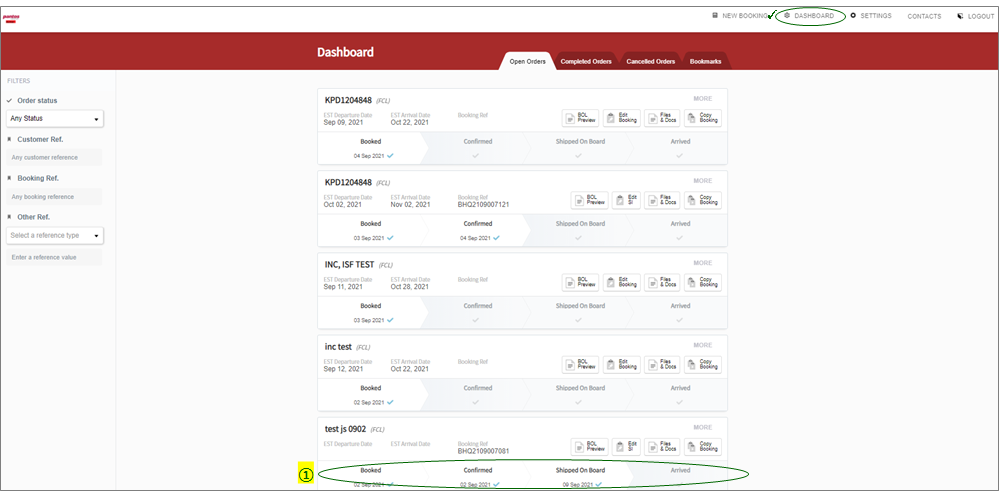 pantos
NEW BOOKING
DASHBOARD
SETTINGS
CONTACTS
LOGOUT
Dashboard
Open Orders
Completed Orders
Cancelled Orders
Bookmarks
FILTERS
Order status
Any Status
Customer Ref.
Any customer reference
Booking Ref.
Any booking reference
Other Ref.
Select a reference type
Enter a reference value
KPD1204848 (FCL)
MORE
EST Departure Date
Sep 09, 2021
EST Arrival Date
Oct 22, 2021
Booking Ref
BOL
Preview
Edit
Booking
Files
& Docs
Copy
Booking
Booked
04 Sep 2021
Confirmed
Shipped On Board
Arrived
KPD1204848 (FCL)
MORE
EST Departure Date
Oct 02, 2021
EST Arrival Date
Nov 02, 2021
Booking Ref
BHQ2109007121
BOL
Preview
Edit
SI
Files
& Docs
Copy
Booking
Booked
03 Sep 2021
Confirmed
04 Sep 2021
Shipped On Board
Arrived
INC, ISF TEST (FCL)
MORE
EST Departure Date
Sep 11, 2021
EST Arrival Date
Oct 28, 2021
Booking Ref
BOL
Preview
Edit
Booking
Files
& Docs
Copy
Booking
Booked
03 Sep 2021
Confirmed
Shipped On Board
Arrived
inc test (FCL)
MORE
EST Departure Date
Sep 12, 2021
EST Arrival Date
Oct 22, 2021
Booking Ref
BOL
Preview
Edit
Booking
Files
& Docs
Copy
Booking
Booked
02 Sep 2021
Confirmed
Shipped On Board
Arrived
test js 0902 (FCL)
MORE
EST Departure Date
EST Arrival Date
Booking Ref
BHQ2109007081
BOL
Preview
Edit
SI
Files
& Docs
Copy
Booking
①
Booked
02 Sep 2021
Confirmed
02 Sep 2021
Shipped On Board
09 Sep 2021
Arrived